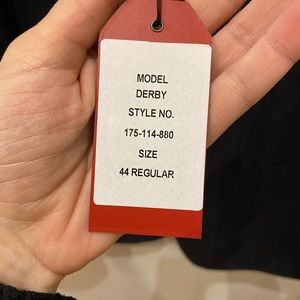 MODEL
DERBY
STYLE NO.
175-114-880
SIZE
44 REGULAR